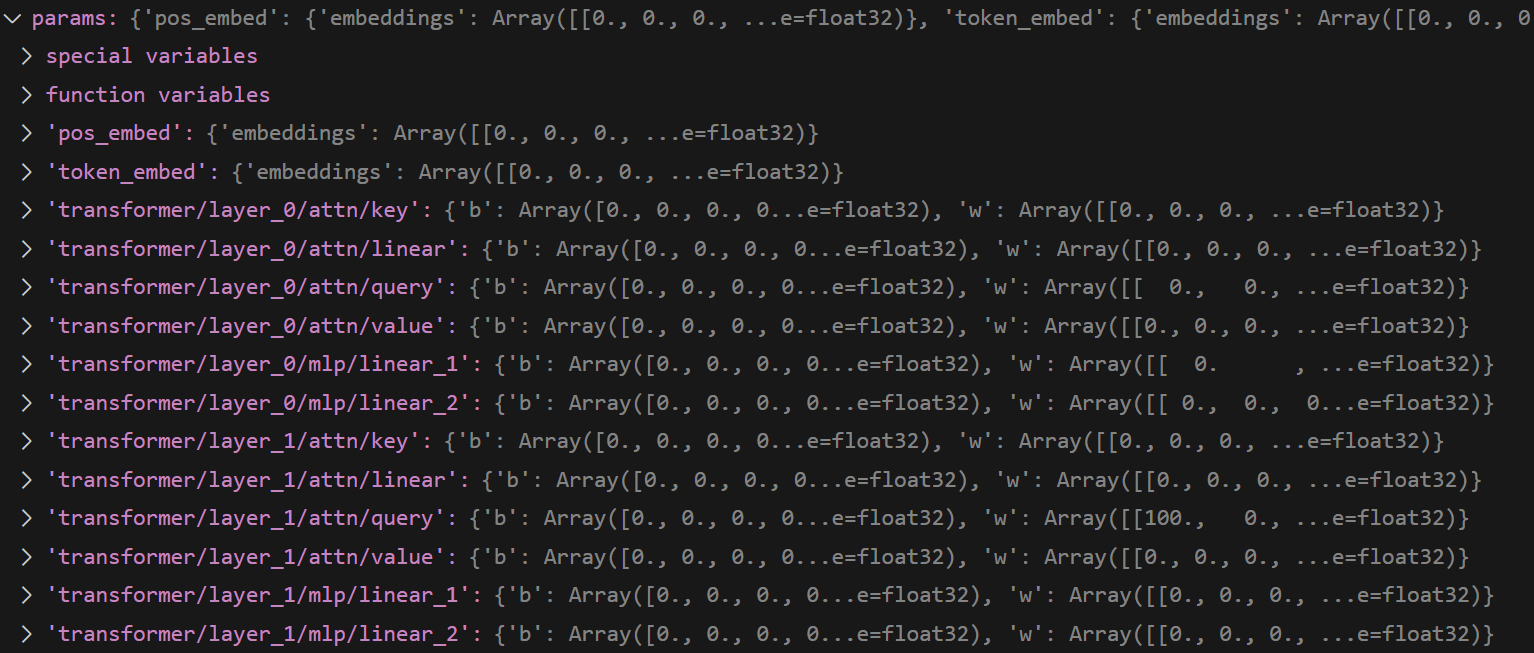 params: {'pos_embed': {'embeddings': Array([[0., 0., 0., ...e=float32)}, 'token_embed': {'embeddings': Array([[0., 0., 0
special variables
function variables
'pos_embed': {'embeddings': Array([[0., 0., 0., ...e=float32)}
'token_embed': {'embeddings': Array([[0., 0., 0., ...e=float32)}
'transformer/layer_0/attn/key': {'b': Array([0., 0., 0., 0...e=float32), 'w': Array([[0., 0., 0., ...e=float32)}
'transformer/layer_0/attn/linear': {'b': Array([0., 0., 0., 0...e=float32), 'w': Array([[0., 0., 0., ...e=float32)}
'transformer/layer_0/attn/query': {'b': Array([0., 0., 0., 0...e=float32), 'w': Array([[  0.,   0., ...e=float32)}
'transformer/layer_0/attn/value': {'b': Array([0., 0., 0., 0...e=float32), 'w': Array([[0., 0., 0., ...e=float32)}
'transformer/layer_0/mlp/linear_1': {'b': Array([0., 0., 0., 0...e=float32), 'w': Array([[  0.      , ...e=float32)}
'transformer/layer_0/mlp/linear_2': {'b': Array([0., 0., 0., 0...e=float32), 'w': Array([[ 0.,  0.,  0...e=float32)}
'transformer/layer_1/attn/key': {'b': Array([0., 0., 0., 0...e=float32), 'w': Array([[0., 0., 0., ...e=float32)}
'transformer/layer_1/attn/linear': {'b': Array([0., 0., 0., 0...e=float32), 'w': Array([[0., 0., 0., ...e=float32)}
'transformer/layer_1/attn/query': {'b': Array([0., 0., 0., 0...e=float32), 'w': Array([[100.,   0., ...e=float32)}
'transformer/layer_1/attn/value': {'b': Array([0., 0., 0., 0...e=float32), 'w': Array([[0., 0., 0., ...e=float32)}
'transformer/layer_1/mlp/linear_1': {'b': Array([0., 0., 0., 0...e=float32), 'w': Array([[0., 0., 0., ...e=float32)}
'transformer/layer_1/mlp/linear_2': {'b': Array([0., 0., 0., 0...e=float32), 'w': Array([[0., 0., 0., ...e=float32)}